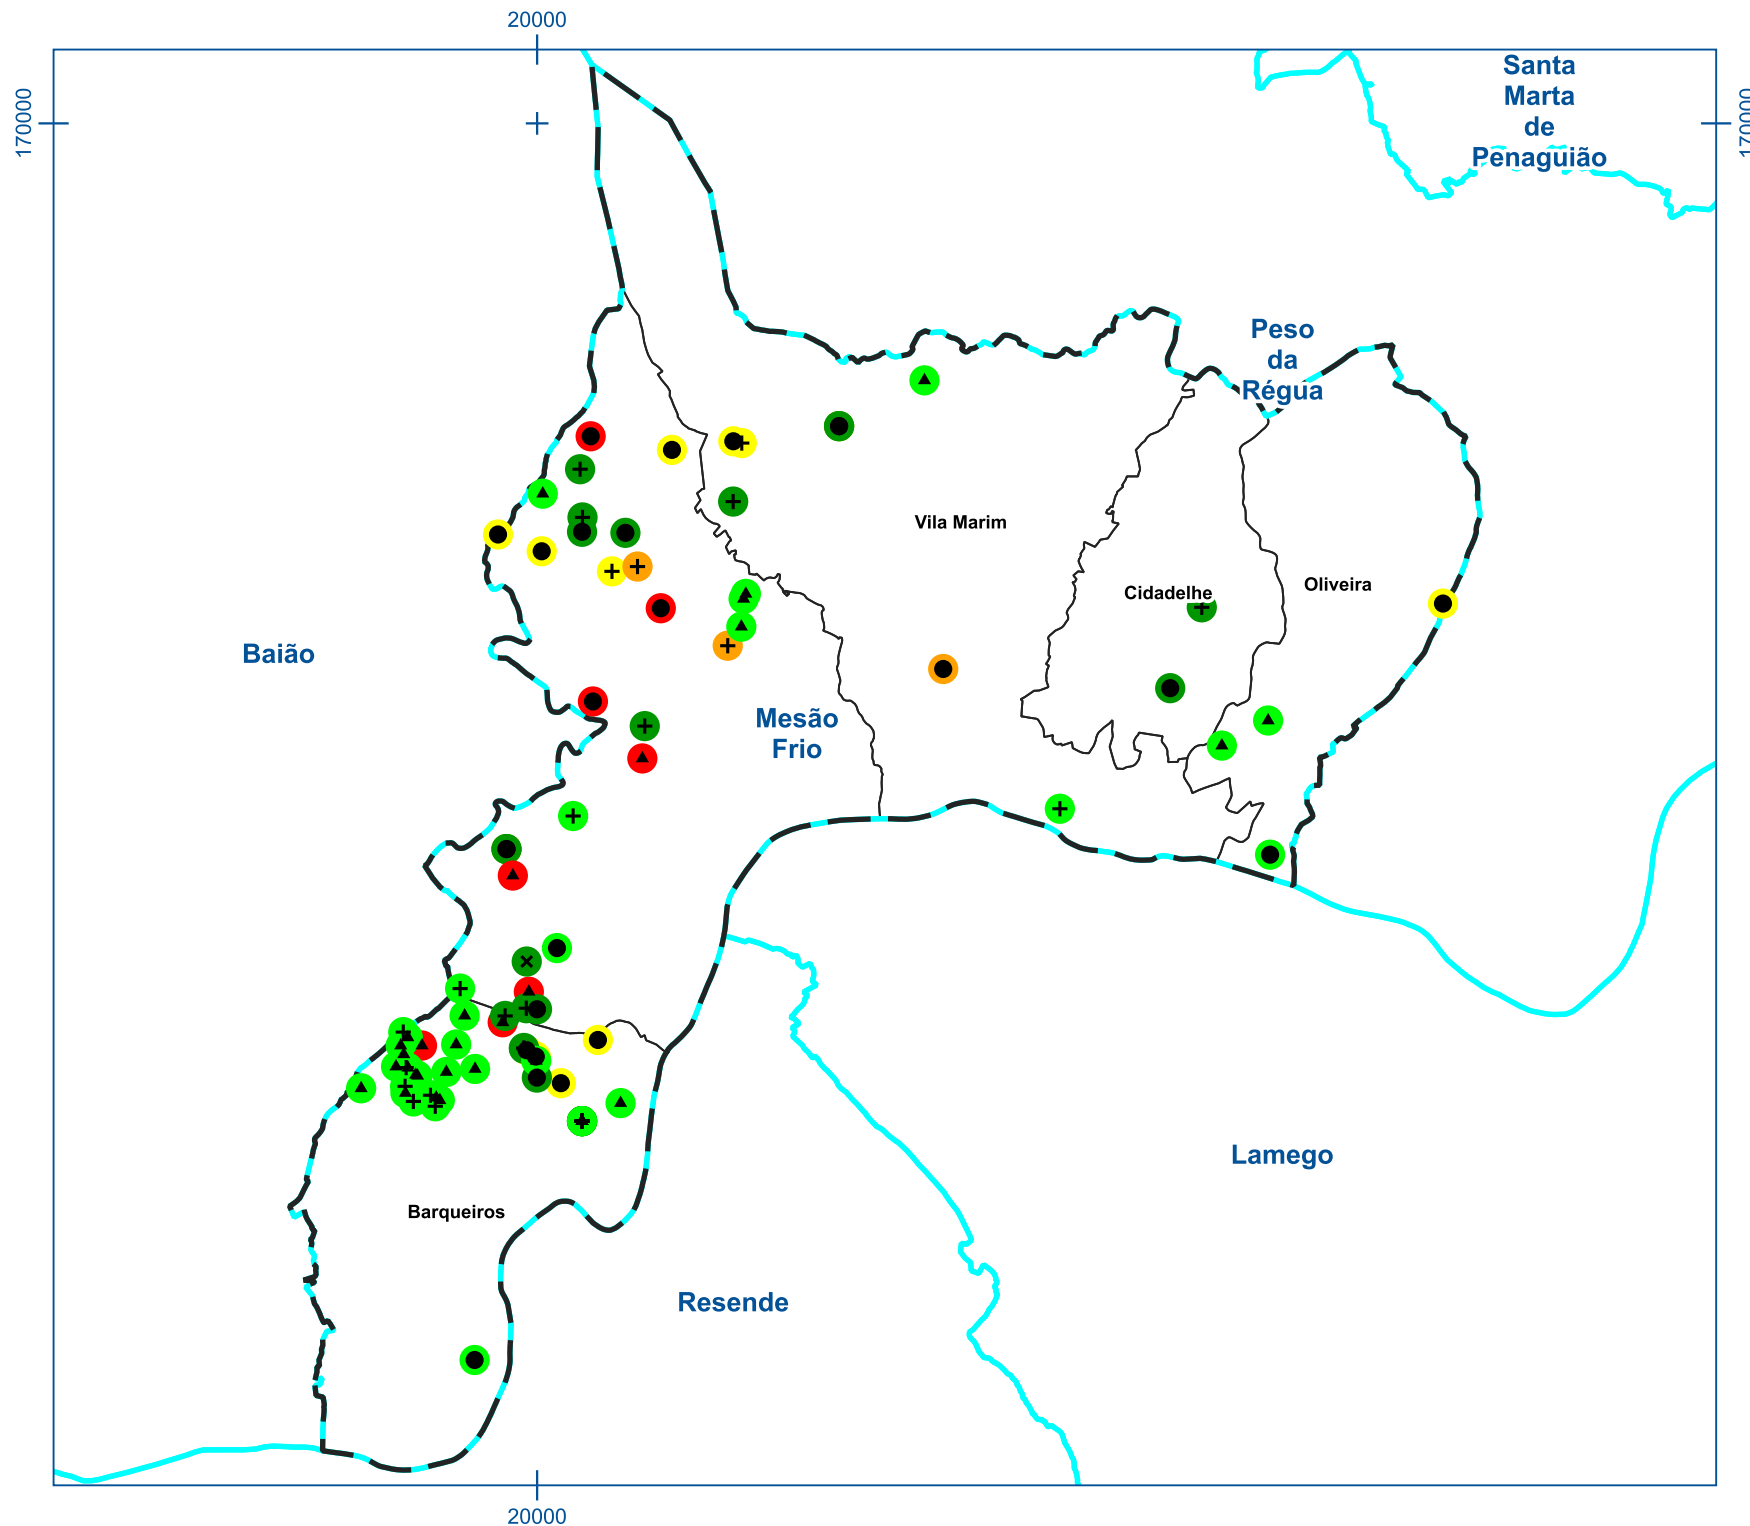 20000
170000
170000
Santa
Marta
de
Penaguião
Peso
da
Régua
Vila Marim
Cidadelhe
Oliveira
Baião
Mesão
Frio
Lamego
Barqueiros
Resende
20000